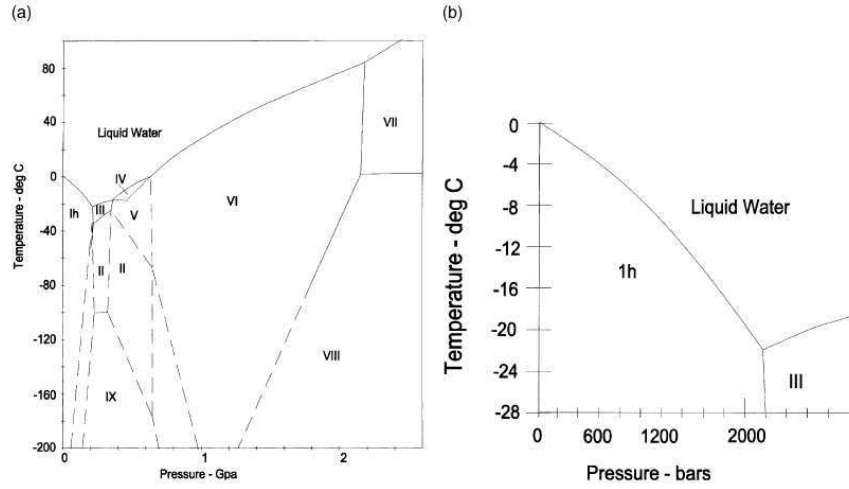 (a)
80
40
0
-40
-80
-120
-160
-200
Temperature - deg C
Liquid Water
IV
Ih
III
V
VI
VII
II
II
VIII
IX
0
1
2
Pressure - Gpa
(b)
0
-4
-8
-12
-16
-20
-24
-28
Temperature - deg C
Liquid Water
1h
III
0
600
1200
2000
Pressure - bars